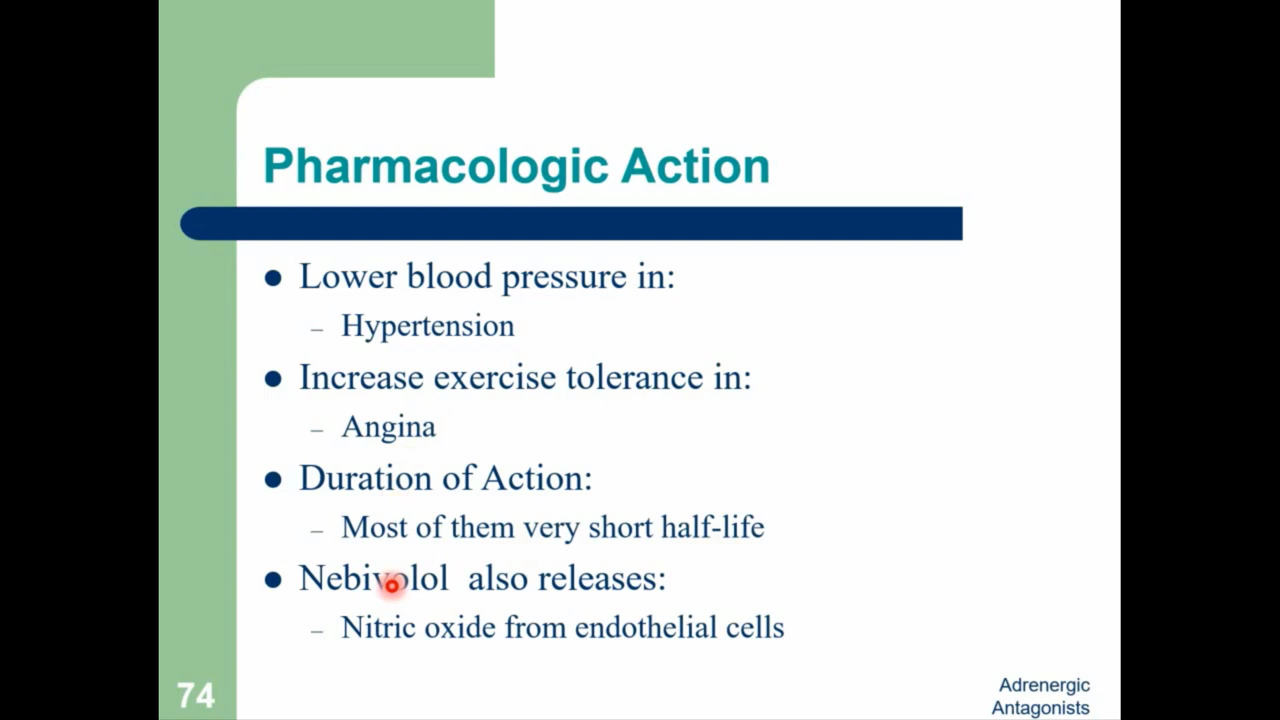 Pharmacologic Action
● Lower blood pressure in:
– Hypertension
● Increase exercise tolerance in:
– Angina
● Duration of Action:
– Most of them very short half-life
● Nebivolol also releases:
– Nitric oxide from endothelial cells
74
Adrenergic
Antagonists